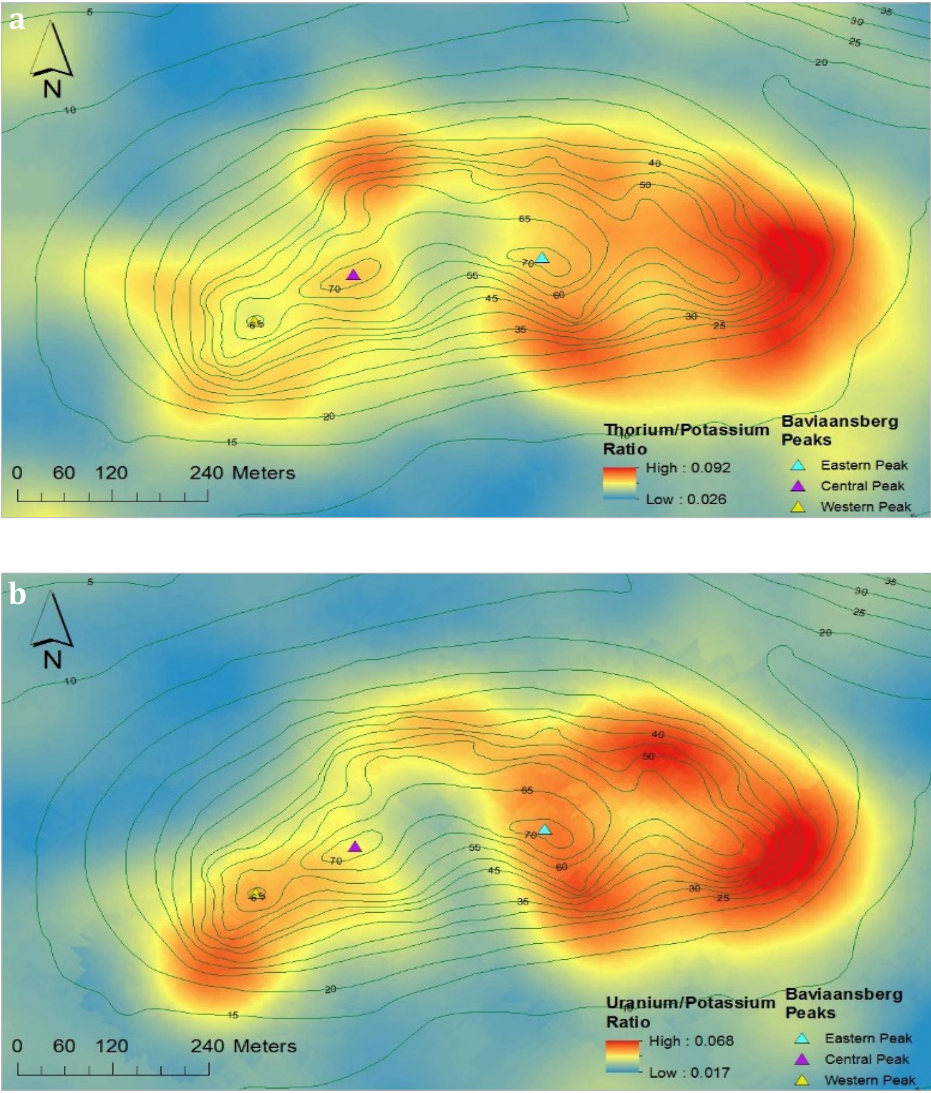 a
5
35
30
25
20
N
10
40
50
65
70
55
70
60
45
65
35
30
25
20
15
Thorium/Potassium
Ratio
High : 0.092
Low : 0.026
Baviaansberg
Peaks
Eastern Peak
Central Peak
Western Peak
0 60 120 240 Meters
b
5
35
30
25
20
N
10
40
50
65
70
55
70
60
45
65
35
30
25
20
15
Uranium/Potassium
Ratio
High : 0.068
Low : 0.017
Baviaansberg
Peaks
Eastern Peak
Central Peak
Western Peak
0 60 120 240 Meters